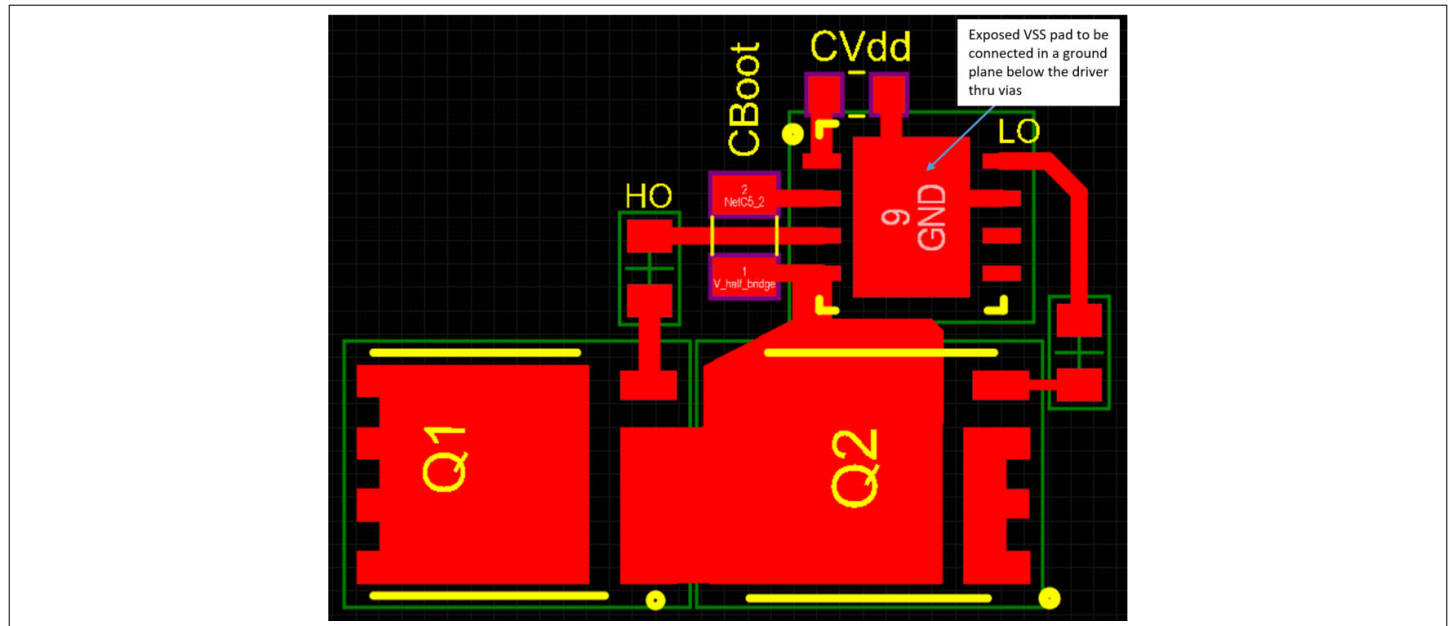 CVdd
Exposed VSS pad to be
connected in a ground
plane below the driver
thru vias
CBoot
LO
HO
2
NetC5_2
9
GND
1
V_half_bridge
Q1
Q2